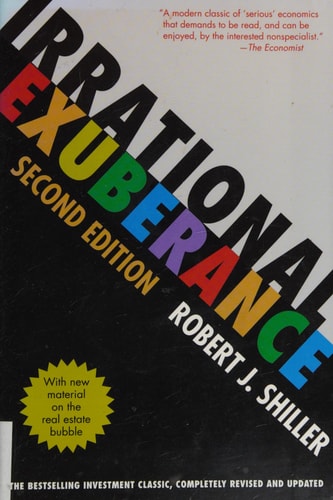 "A modern classic of 'serious' economics
that demands to be read, and can
be enjoyed, by the interested nonspecialist."
—The Economist
IRRATIONAL
EXUBERANCE
SECOND EDITION
ROBERT J. SHILLER
With new
material on the
real estate
bubble
THE BESTSELLING INVESTMENT CLASSIC, COMPLETELY REVISED AND UPDATED